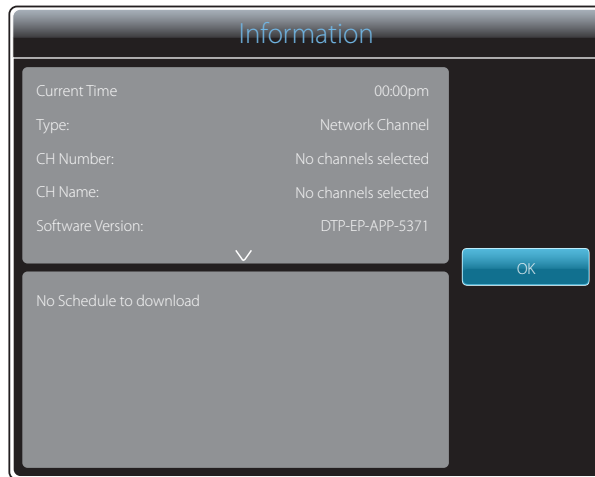 Information
Current Time 00:00pm
Type: Network Channel
CH Number: No channels selected
CH Name: No channels selected
Software Version: DTP-EP-APP-5371
OK
No Schedule to download